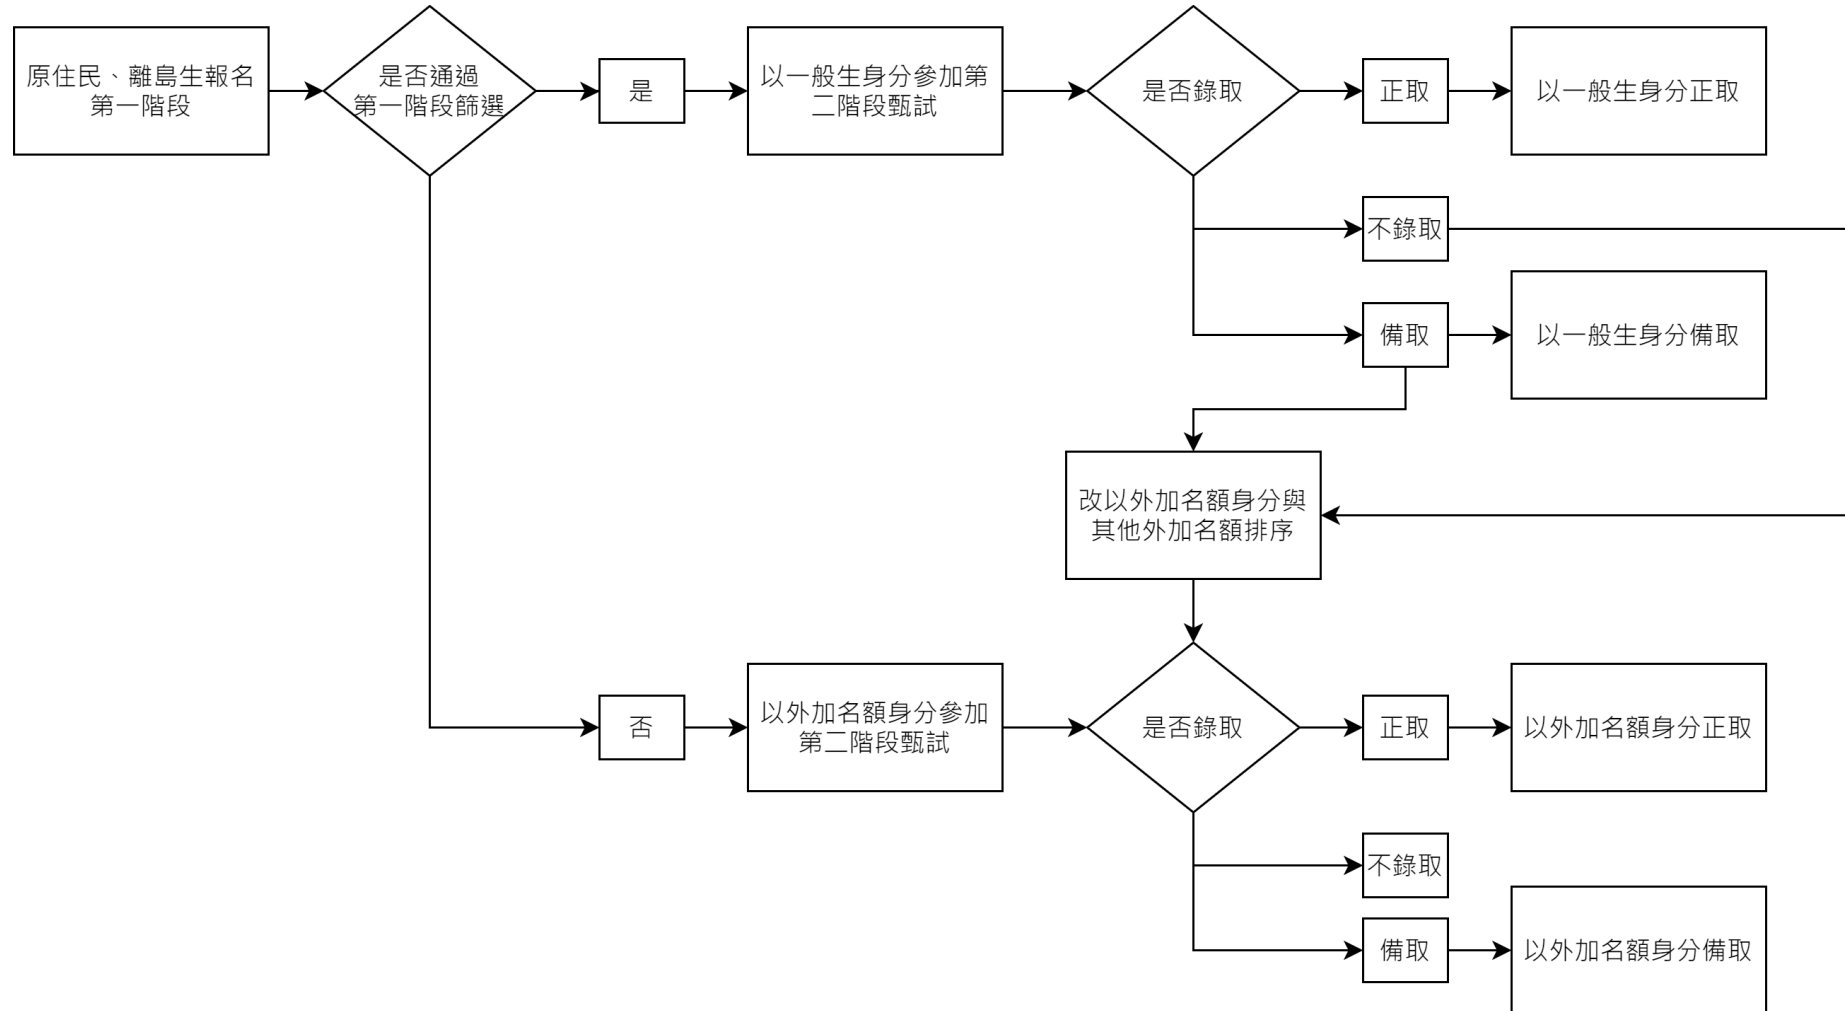 原住民、離島生報名
第一階段
是否通過
第一階段篩選
是
以一般生身分參加第
二階段甄試
是否錄取
正取
以一般生身分正取
不錄取
備取
以一般生身分備取
改以外加名額身分與
其他外加名額排序
否
以外加名額身分參加
第二階段甄試
是否錄取
正取
以外加名額身分正取
不錄取
備取
以外加名額身分備取